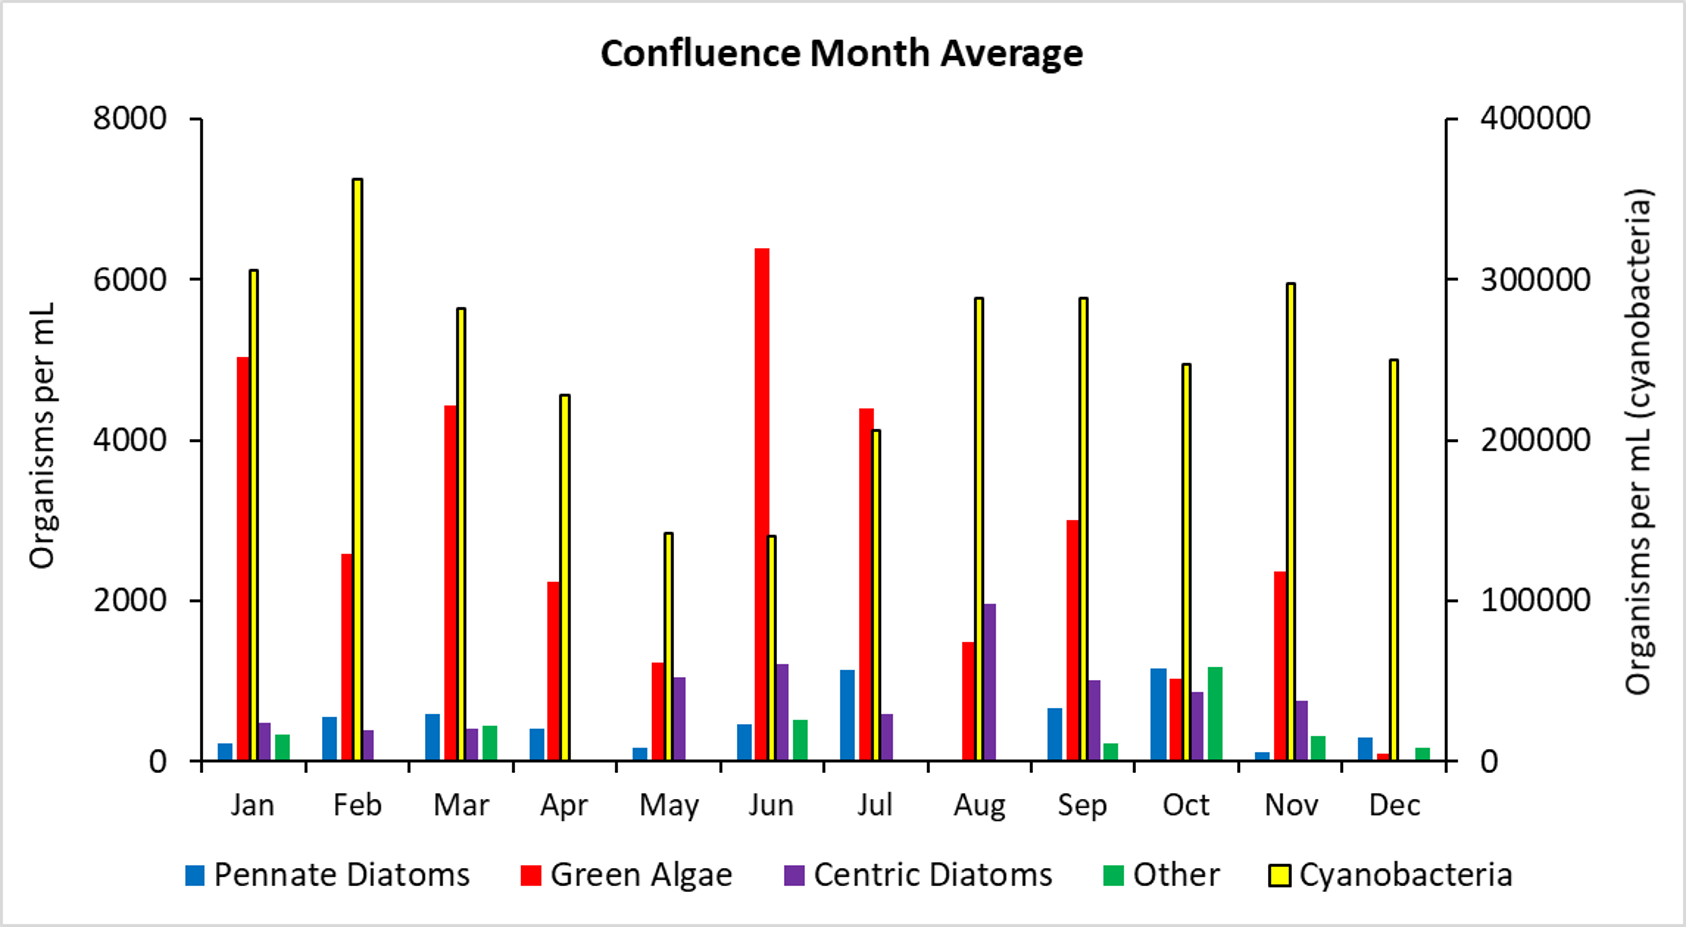 Confluence Month Average
8000
6000
4000
2000
0
Organisms per mL
400000
300000
200000
100000
0
Organisms per mL (cyanobacteria)
Jan Feb Mar Apr May Jun Jul Aug Sep Oct Nov Dec
Pennate Diatoms Green Algae Centric Diatoms Other Cyanobacteria